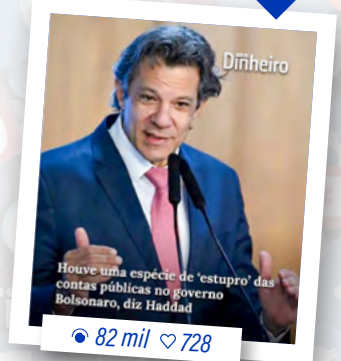 Dinheiro
Houve uma espécie de 'estupro' das
contas públicas no governo
Bolsonaro, diz Haddad
82 mil 728